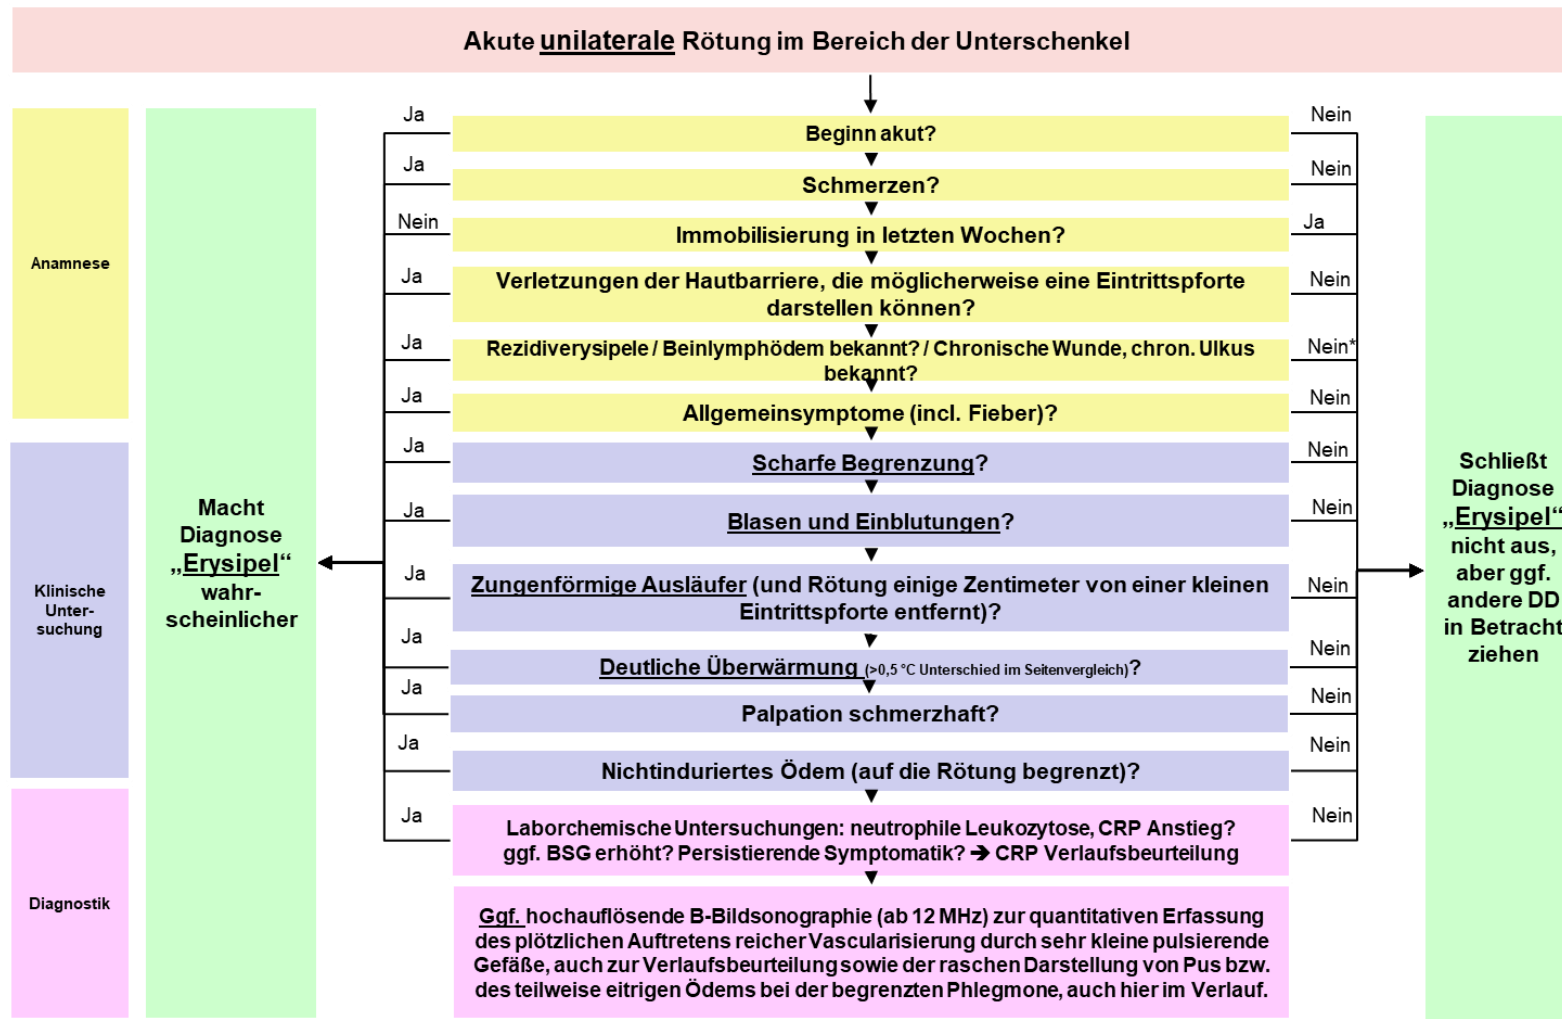 Akute unilaterale Rötung im Bereich der Unterschenkel
Ja
Beginn akut?
Nein
Ja
Schmerzen?
Nein
Nein
Immobilisierung in letzten Wochen?
Ja
Anamnese
Ja
Verletzungen der Hautbarriere, die möglicherweise eine Eintrittspforte
darstellen können?
Nein
Ja
Rezidiverysipele / Beinlymphödem bekannt? / Chronische Wunde, chron. Ulkus
bekannt?
Nein*
Ja
Allgemeinsymptome (incl. Fieber)?
Nein
Ja
Scharfe Begrenzung?
Nein
Ja
Blasen und Einblutungen?
Nein
Macht
Diagnose
„Erysipel“
wahr-
scheinlicher
Schließt
Diagnose
„Erysipel“
nicht aus,
aber ggf.
andere DD
in Betracht
ziehen
Klinische
Unter-
suchung
Ja
Zungenförmige Ausläufer (und Rötung einige Zentimeter von einer kleinen
Eintrittspforte entfernt)?
Nein
Ja
Deutliche Überwärmung (>0,5 °C Unterschied im Seitenvergleich)?
Nein
Ja
Palpation schmerzhaft?
Nein
Ja
Nichtinduriertes Ödem (auf die Rötung begrenzt)?
Nein
Ja
Laborchemische Untersuchungen: neutrophile Leukozytose, CRP Anstieg?
ggf. BSG erhöht? Persistierende Symptomatik? ➔ CRP Verlaufsbeurteilung
Nein
Diagnostik
Ggf. hochauflösende B-Bildsonographie (ab 12 MHz) zur quantitativen Erfassung
des plötzlichen Auftretens reicher Vascularisierung durch sehr kleine pulsierende
Gefäße, auch zur Verlaufsbeurteilung sowie der raschen Darstellung von Pus bzw.
des teilweise eitrigen Ödems bei der begrenzten Phlegmone, auch hier im Verlauf.